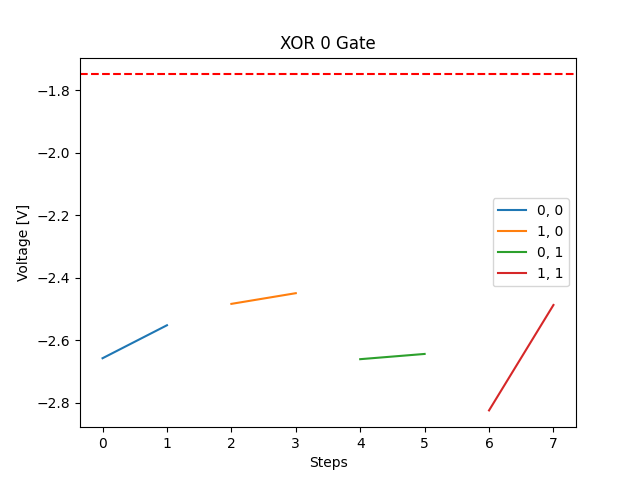 XOR 0 Gate
Voltage [V]
−1.8
−2.0
−2.2
−2.4
−2.6
−2.8
0, 0
1, 0
0, 1
1, 1
0 1 2 3 4 5 6 7
Steps